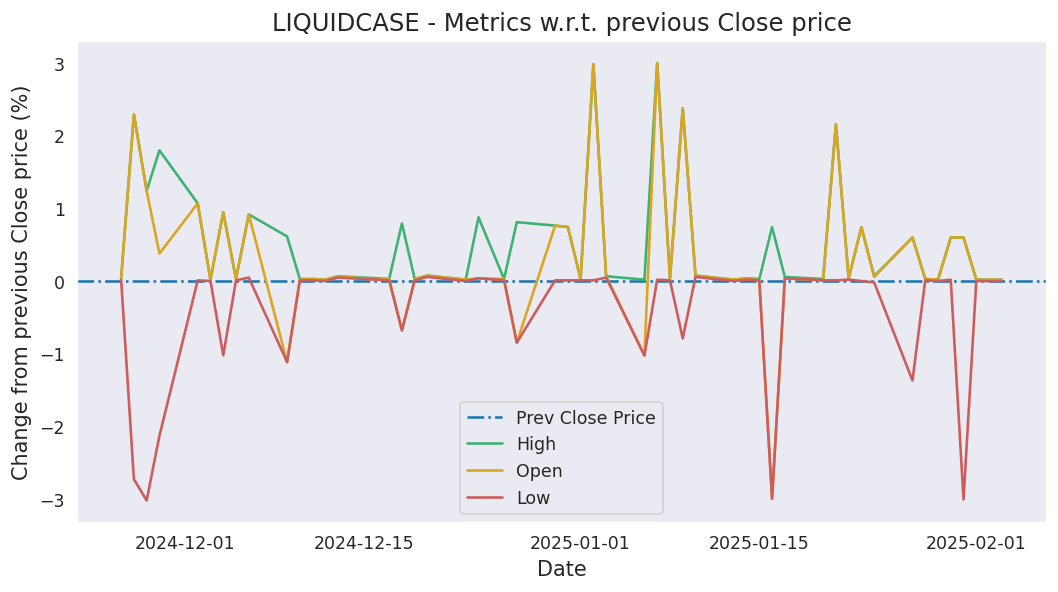 LIQUIDCASE - Metrics w.r.t. previous Close price
Change from previous Close price (%)
3
2
1
0
−1
−2
−3
Prev Close Price
High
Open
Low
2024-12-01 2024-12-15 2025-01-01 2025-01-15 2025-02-01
Date